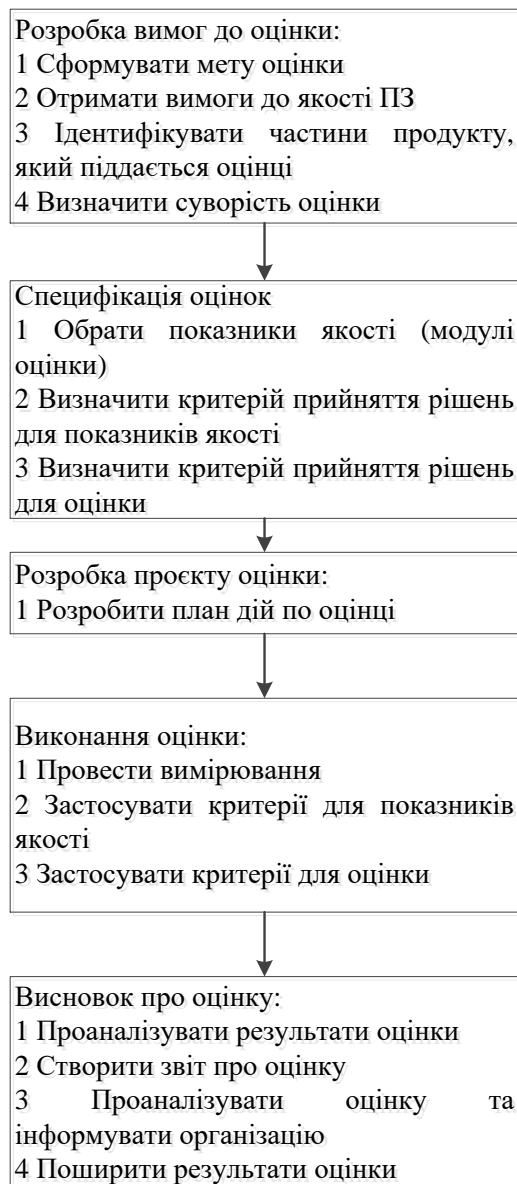 Розробка вимог до оцінки:
1 Сформувати мету оцінки
2 Отримати вимоги до якості ПЗ
3 Ідентифікувати частини продукту,
який піддається оцінці
4 Визначити суворість оцінки
Специфікація оцінок
1 Обрати показники якості (модулі
оцінки)
2 Визначити критерій прийняття рішень
для показників якості
3 Визначити критерій прийняття рішень
для оцінки
Розробка проєкту оцінки:
1 Розробити план дій по оцінці
Виконання оцінки:
1 Провести вимірювання
2 Застосувати критерії для показників
якості
3 Застосувати критерії для оцінки
Висновок про оцінку:
1 Проаналізувати результати оцінки
2 Створити звіт про оцінку
3 Проаналізувати оцінку та
інформувати організацію
4 Поширити результати оцінки